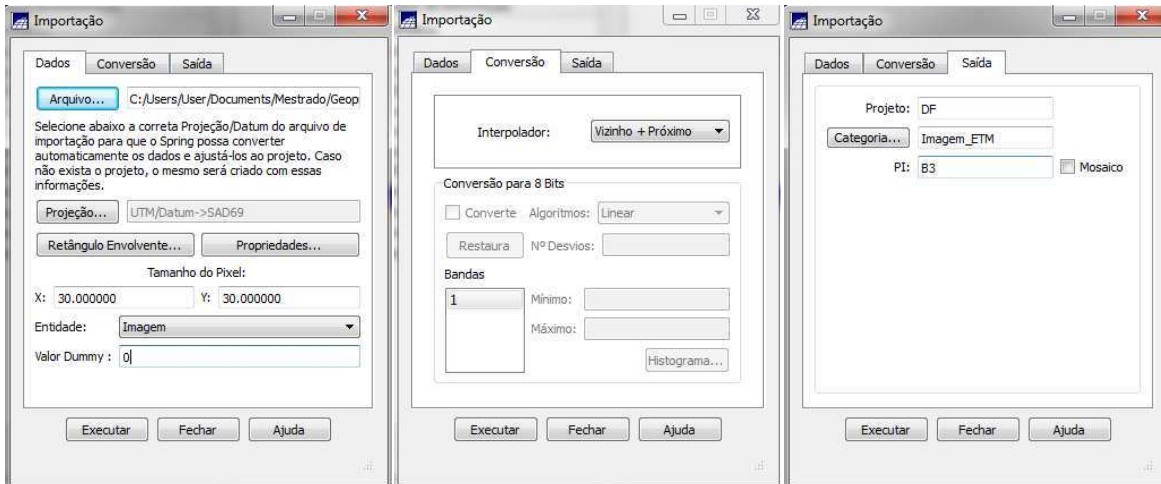 Importação
Dados Conversão Saída
Arquivo... C:/Users/User/Documents/Mestrado/Geop
Selecione abaixo a correta Projeção/Datum do arquivo de
importação para que o Spring possa converter
automaticamente os dados e ajustá-los ao projeto. Caso
não exista o projeto, o mesmo será criado com essas
informações.
Projeção... UTM/Datum->SAD69
Retângulo Envolvente... Propriedades...
Tamanho do Pixel:
X: 30.000000 Y: 30.000000
Entidade: Imagem
Valor Dummy : 0
Executar Fechar Ajuda
Importação
Dados Conversão Saída
Interpolador: Vizinho + Próximo
Conversão para 8 Bits
Converte Algoritmos: Linear
Restaura Nº Desvios:
Bandas
1 Mínimo:
Máximo:
Histograma...
Executar Fechar Ajuda
Importação
Dados Conversão Saída
Projeto: DF
Categoria... Imagem_ETM
PI: B3 Mosaico
Executar Fechar Ajuda